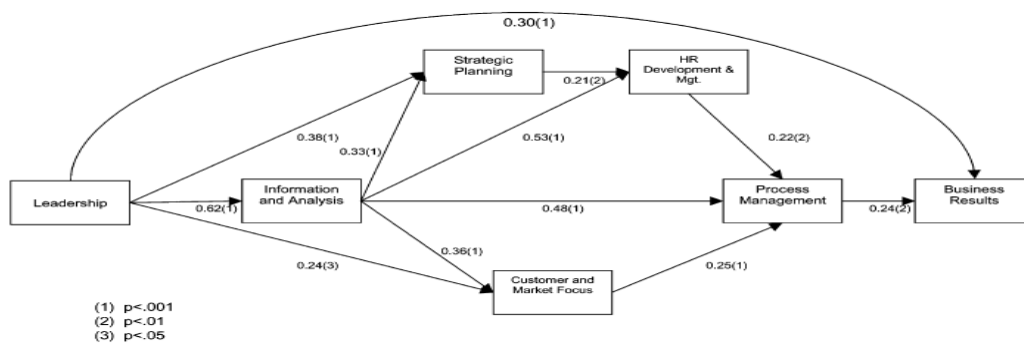 0.30(1)
Strategic
Planning
HR
Development &
Mgt.
0.21(2)
0.38(1)
0.33(1)
0.53(1)
0.22(2)
Leadership
Information
and Analysis
Process
Management
Business
Results
0.62(1)
0.48(1)
0.24(2)
0.36(1)
0.24(3)
0.25(1)
Customer and
Market Focus
(1) p<.001
(2) p<.01
(3) p<.05